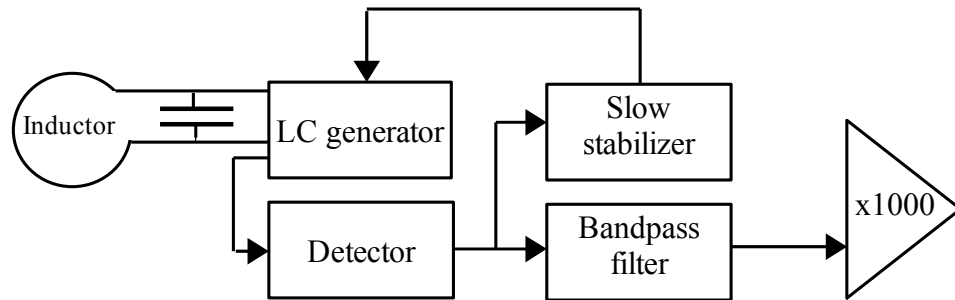 Inductor
LC generator
Slow
stabilizer
Detector
Bandpass
filter
x1000